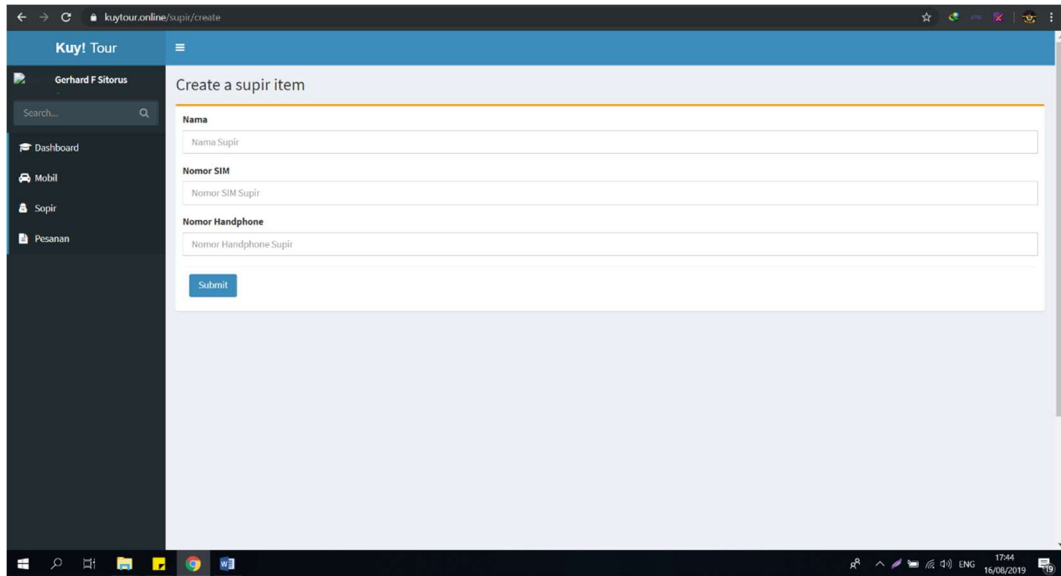 kuytour.online/supir/create
Kuy! Tour
Gerhard F Sitorus
Search...
Dashboard
Mobil
Sopir
Pesanan
Create a supir item
Nama
Nama Supir
Nomor SIM
Nomor SIM Supir
Nomor Handphone
Nomor Handphone Supir
Submit
ENG
17:44
16/08/2019
19